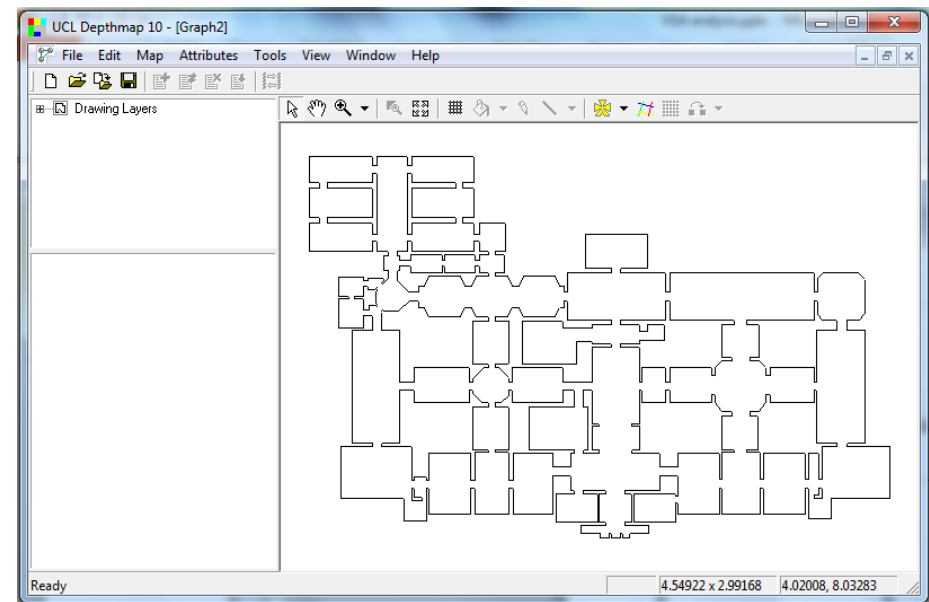 UCL Depthmap 10 - [Graph2]
File Edit Map Attributes Tools View Window Help
Drawing Layers
Ready 4.54922 x 2.99168 4.02008, 8.03283